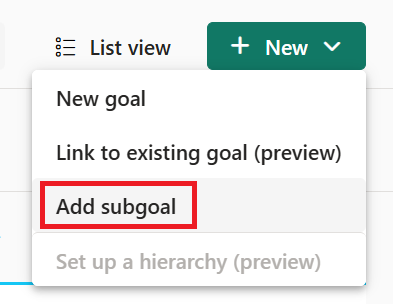 List view
New
New goal
Link to existing goal (preview)
Add subgoal
Set up a hierarchy (preview)